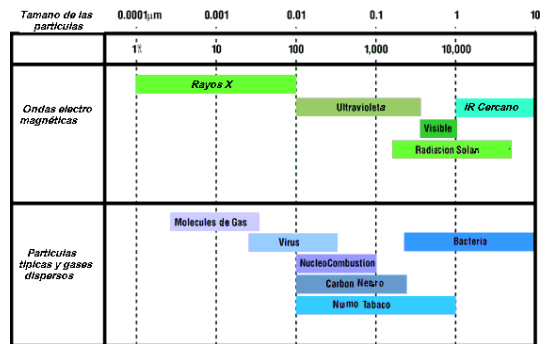 Tamano de las particulas
0.0001µm 0.001 0.01 0.1 1 10
1Å 10 100 1,000 10,000
Ondas electro magnéticas
Rayos X
Ultravioleta IR Cercano
Visible
Radiacion Solar
Particulas típicas y gases dispersos
Molecules de Gas
Virus Bacteria
NucleoCombustion
Carbon Negro
Numo Tabaco